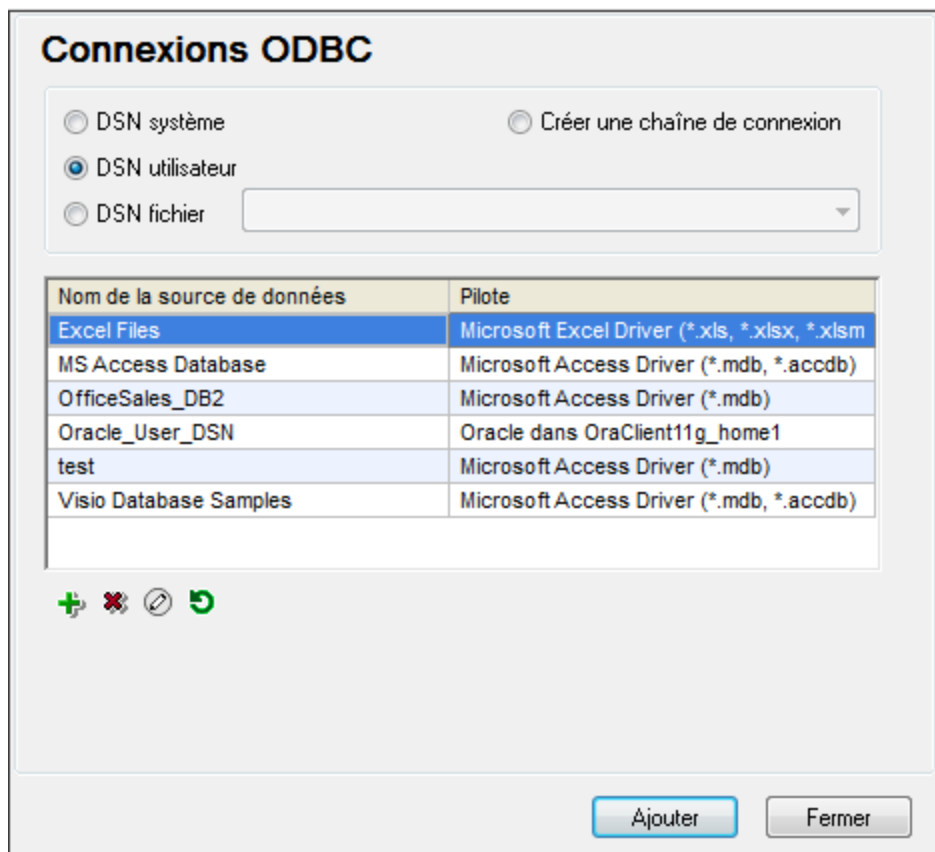 Connexions ODBC
DSN système
Créer une chaîne de connexion
DSN utilisateur
DSN fichier
Nom de la source de données Pilote
Excel Files Microsoft Excel Driver (*.xls, *.xlsx, *.xlsm
MS Access Database Microsoft Access Driver (*.mdb, *.accdb)
OfficeSales_DB2 Microsoft Access Driver (*.mdb)
Oracle_User_DSN Oracle dans OraClient11g_home1
test Microsoft Access Driver (*.mdb)
Visio Database Samples Microsoft Access Driver (*.mdb, *.accdb)
Ajouter Fermer